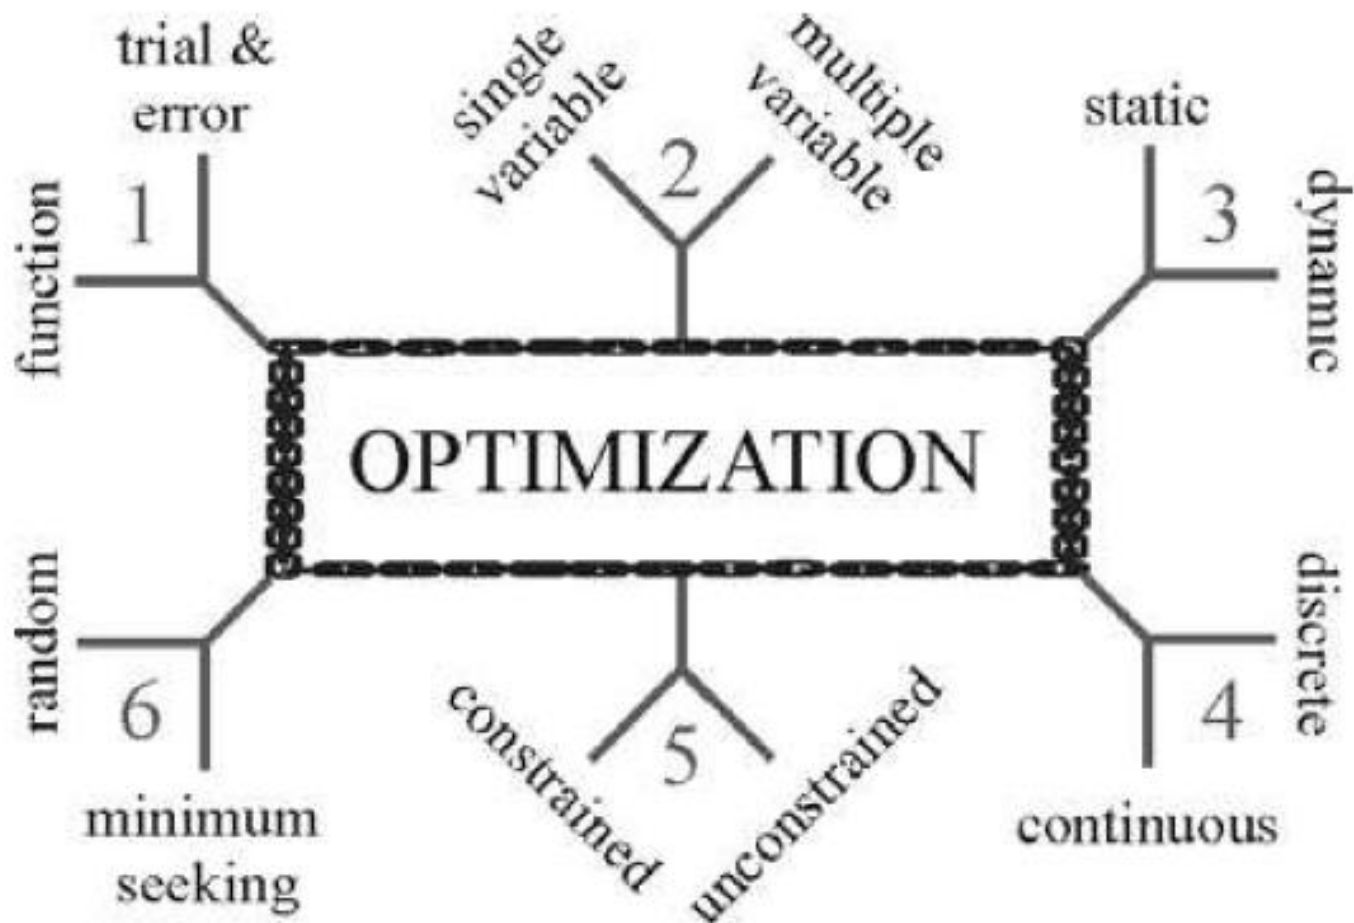 trial &
error
1
function
single
variable
2
multiple
variable
static
3
dynamic
OPTIMIZATION
random
6
minimum
seeking
constrained
5
unconstrained
discrete
4
continuous